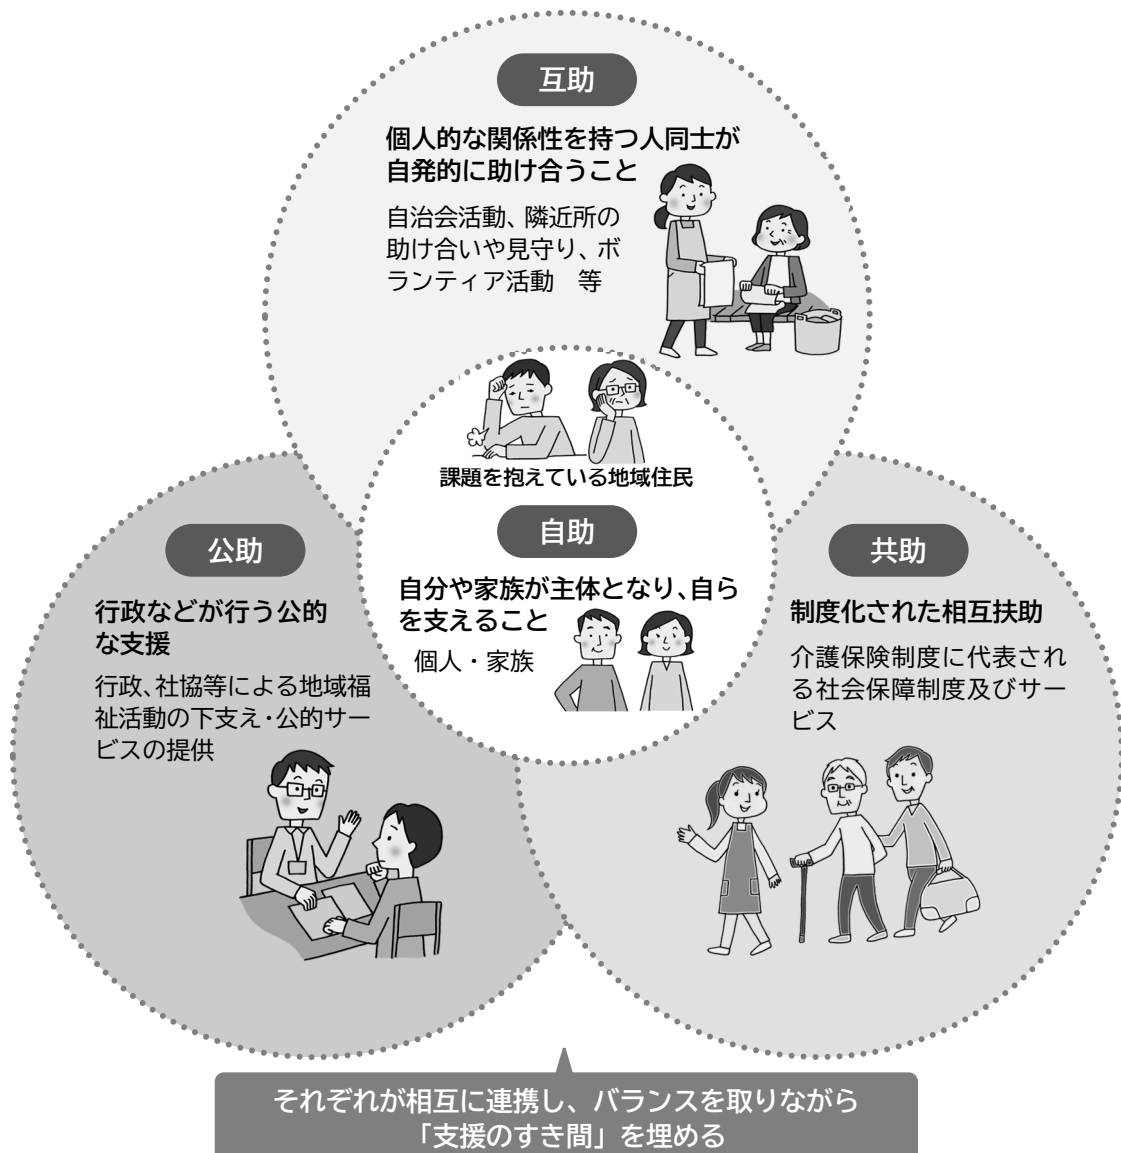 互助
個人的な関係性を持つ人同士が
自発的に助け合うこと
自治会活動、隣近所の
助け合いや見守り、ボ
ランティア活動　等
課題を抱えている地域住民
自助
自分や家族が主体となり、自ら
を支えること
個人・家族
公助
行政などが行う公的
な支援
行政、社協等による地域福
祉活動の下支え・公的サー
ビスの提供
共助
制度化された相互扶助
介護保険制度に代表され
る社会保障制度及びサー
ビス
それぞれが相互に連携し、バランスを取りながら
「支援のすき間」を埋める